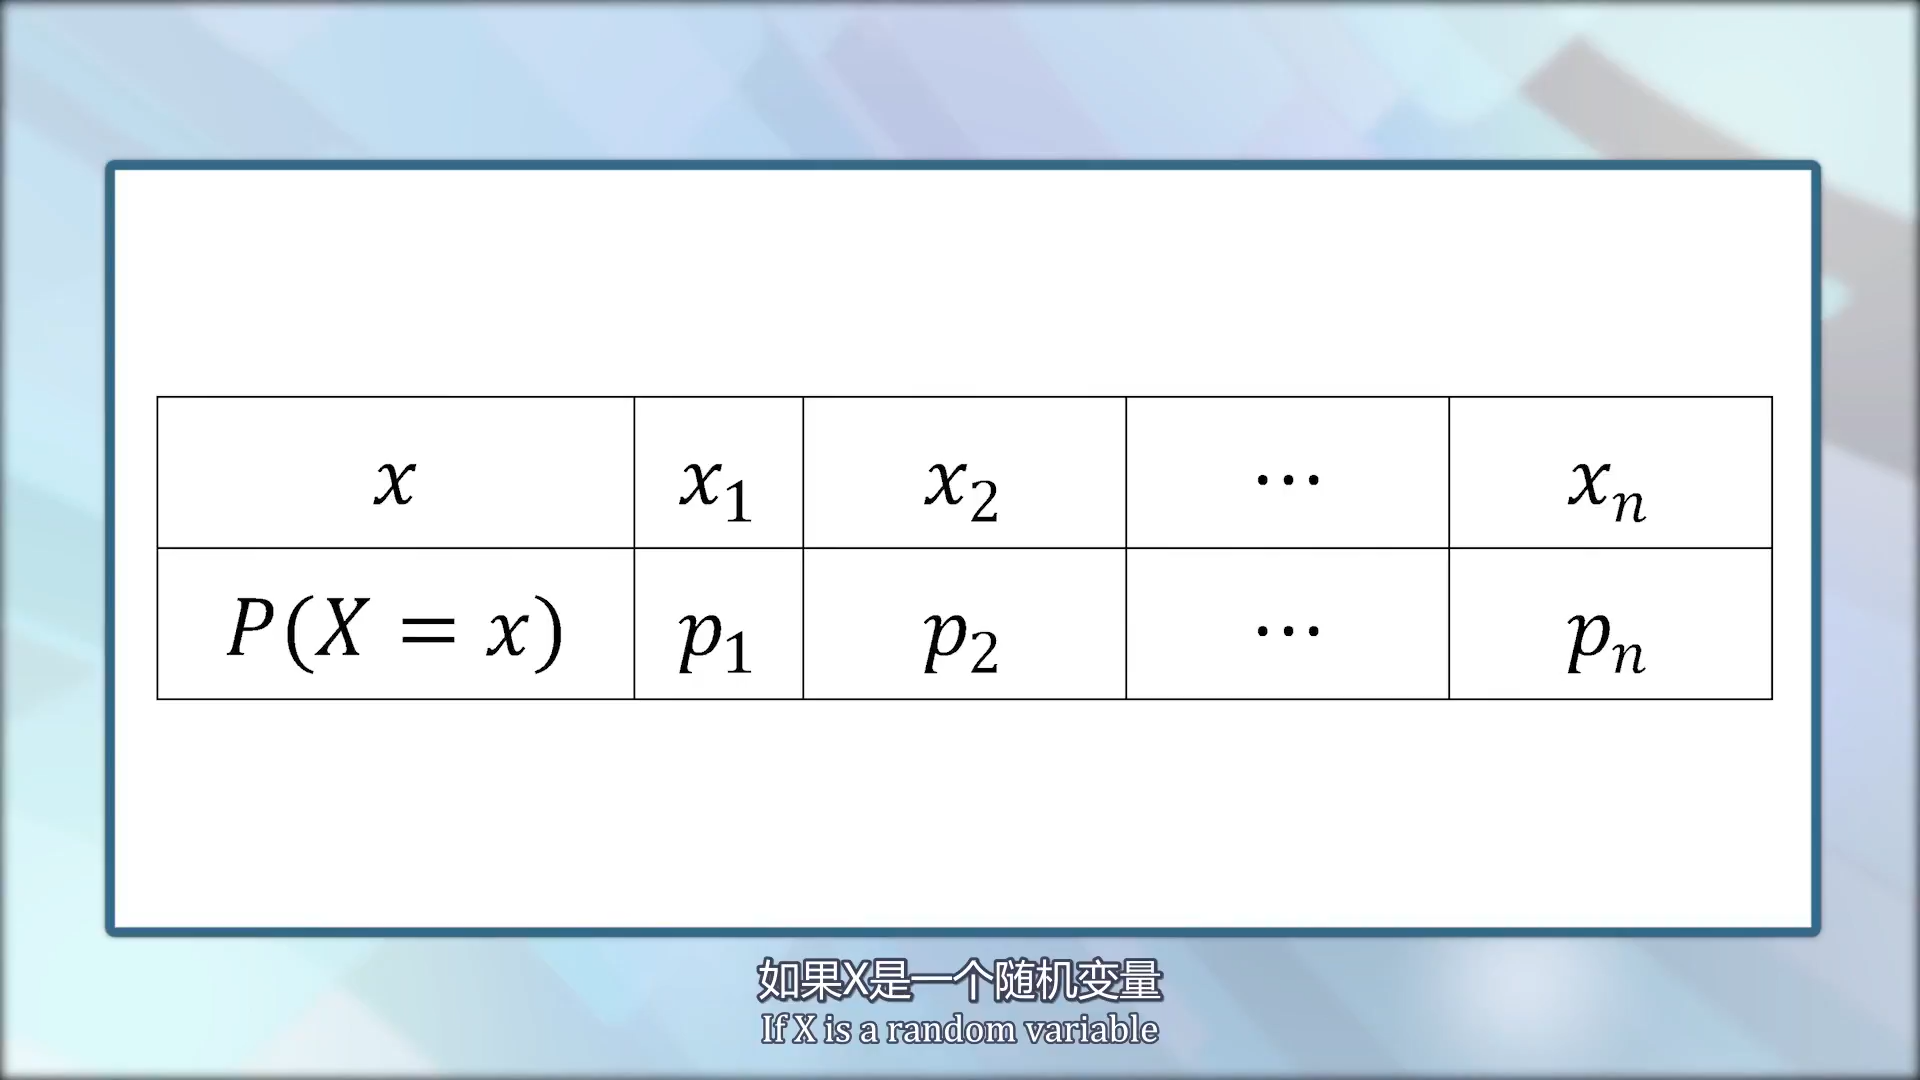 x x₁ x₂ ⋯ xₙ
P(X = x) p₁ p₂ ⋯ pₙ
如果X是一个随机变量
If X is a random variable